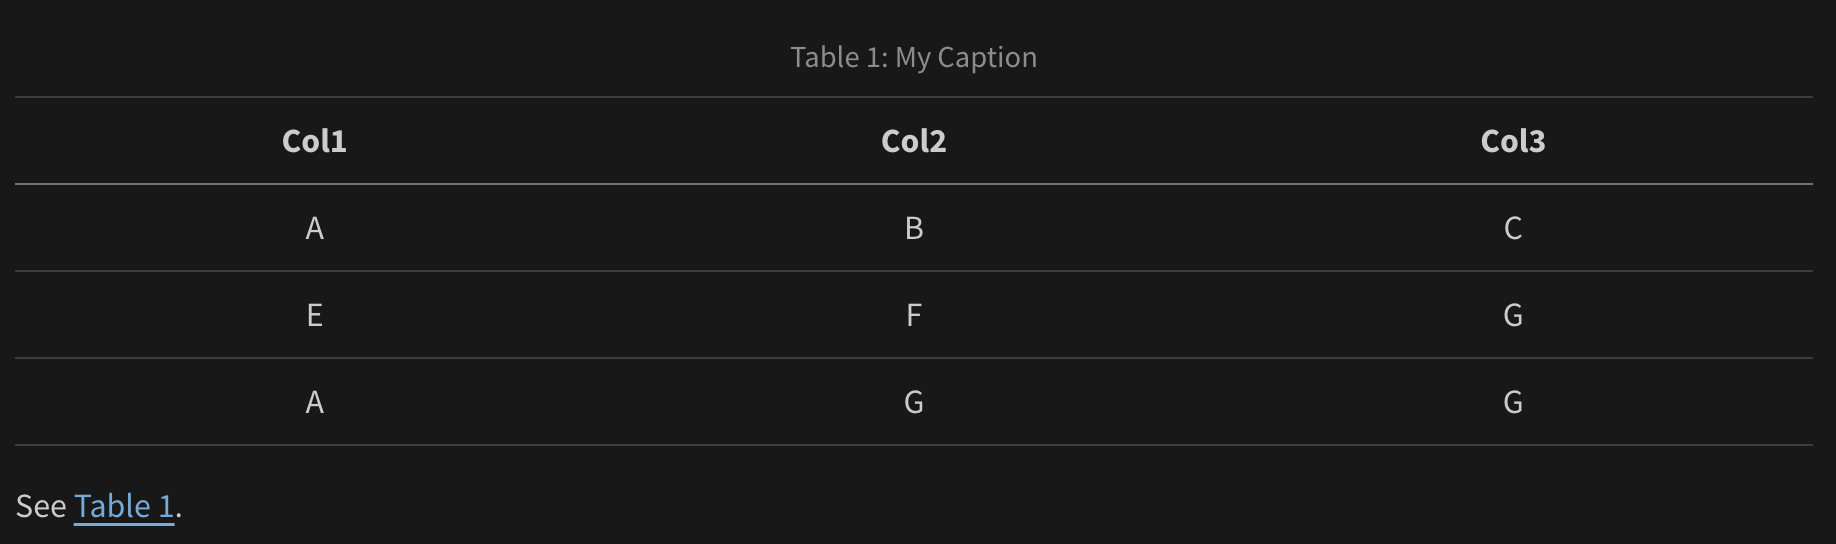 Table 1: My Caption
Col1 Col2 Col3
A B C
E F G
A G G
See Table 1.